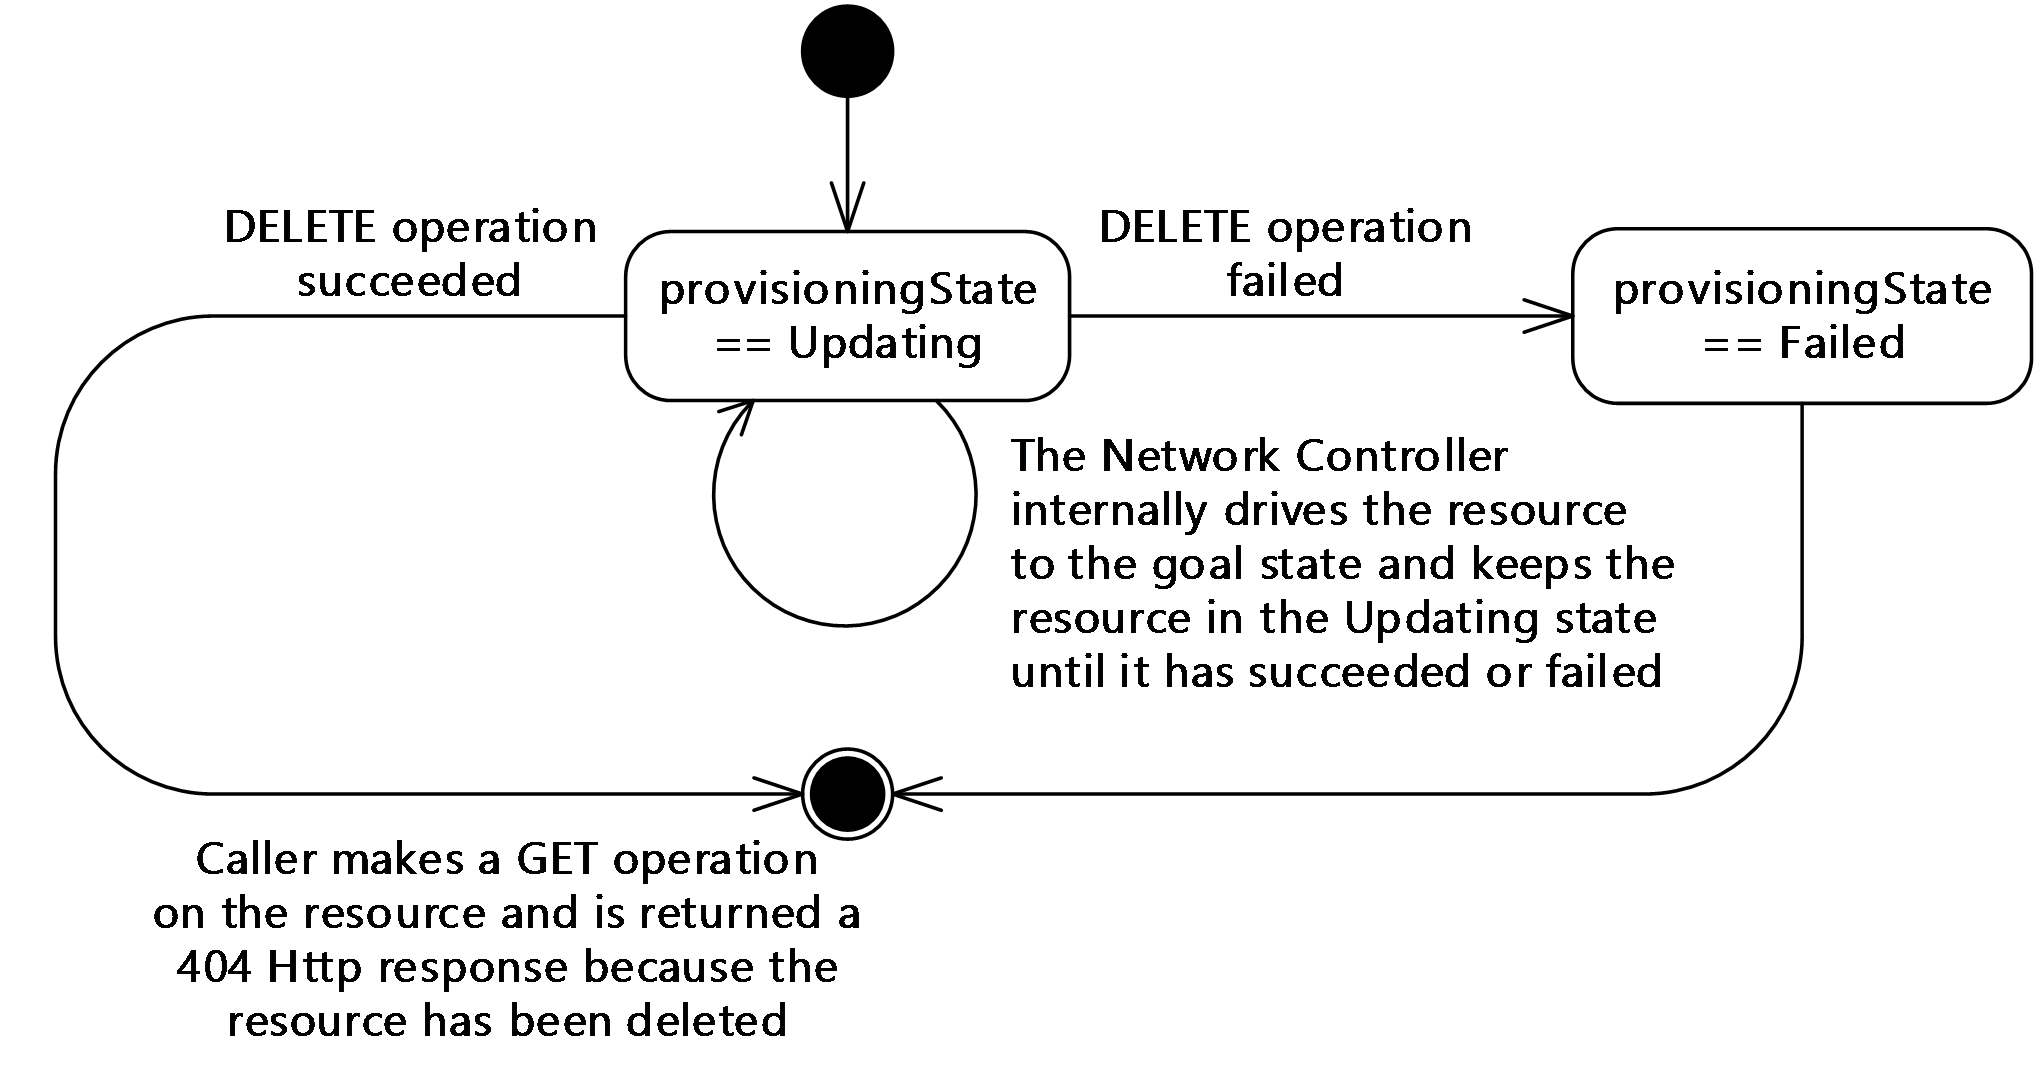 DELETE operation
succeeded
provisioningState
== Updating
DELETE operation
failed
provisioningState
== Failed
The Network Controller
internally drives the resource
to the goal state and keeps the
resource in the Updating state
until it has succeeded or failed
Caller makes a GET operation
on the resource and is returned a
404 Http response because the
resource has been deleted